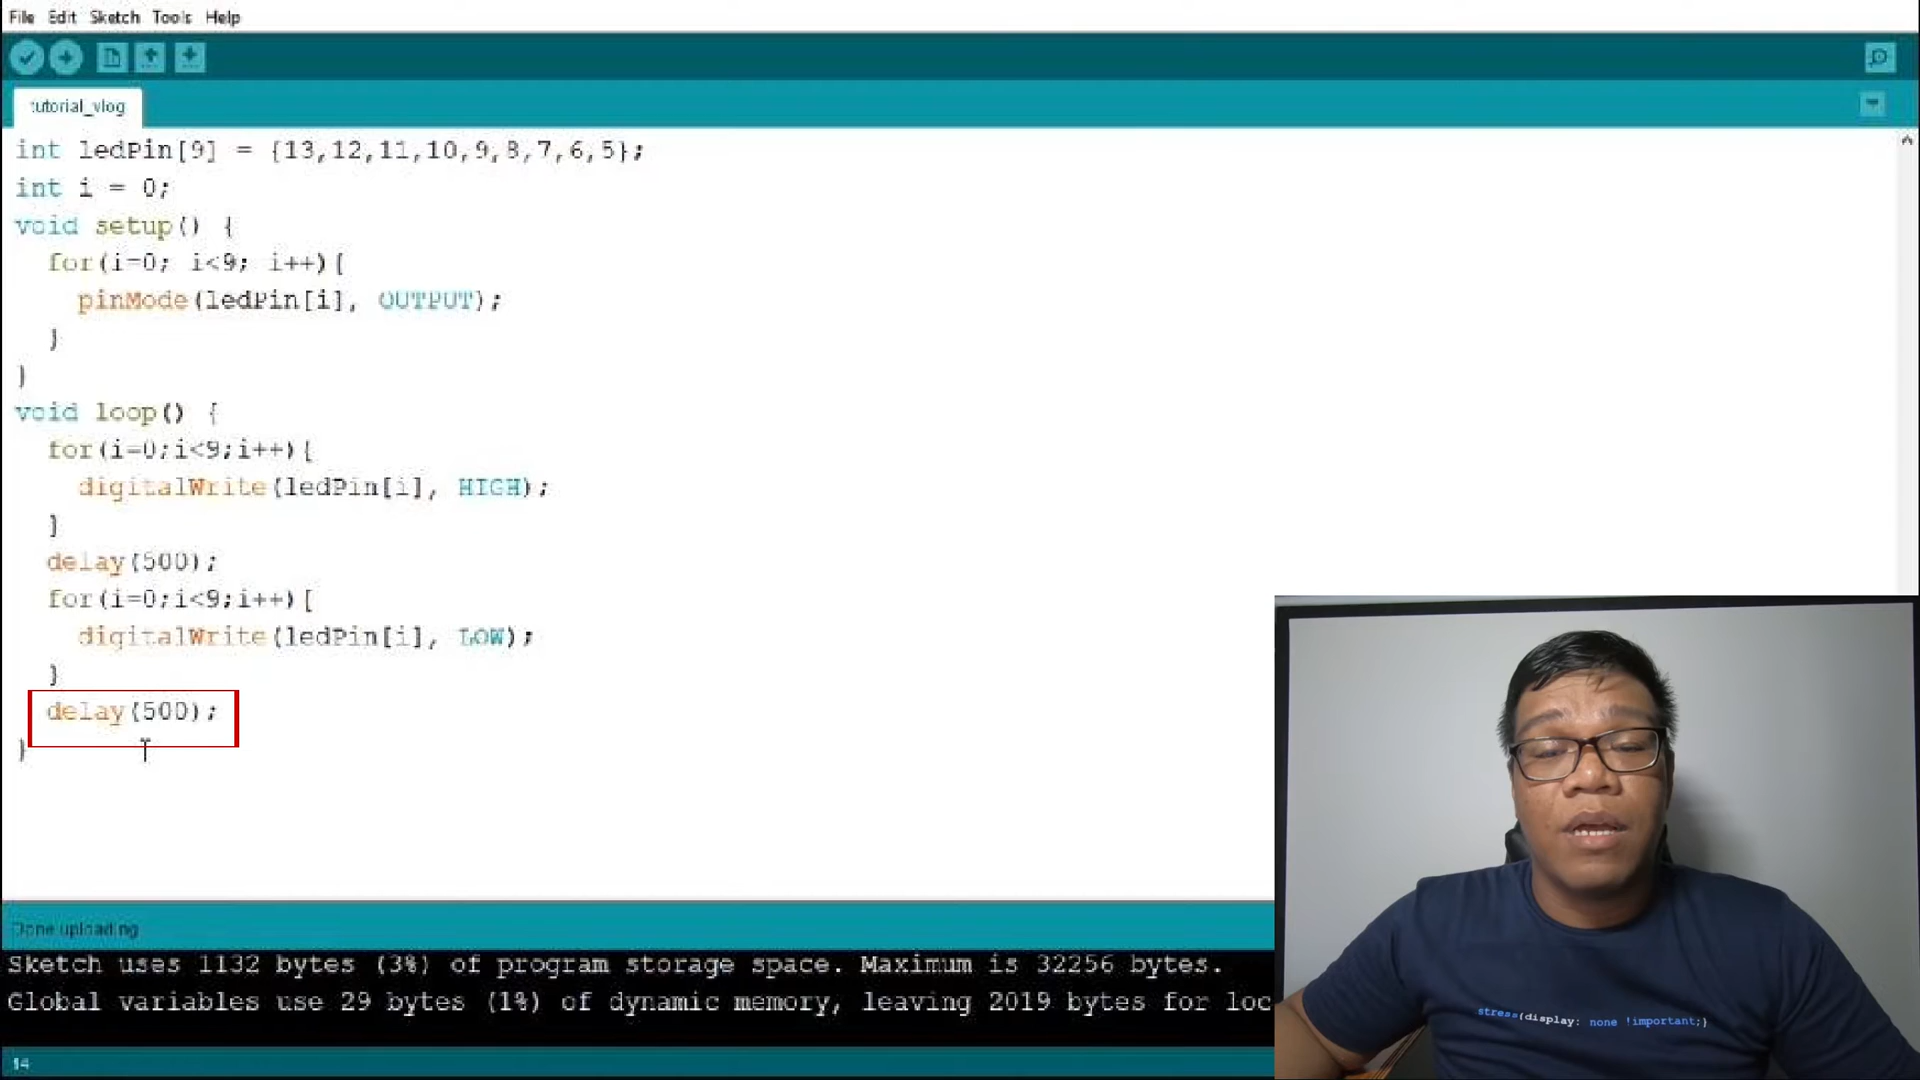 File Edit Sketch Tools Help
tutorial_vlog
int ledPin[9] = {13,12,11,10,9,8,7,6,5};
int i = 0;
void setup() {
for(i=0; i<9; i++){
pinMode(ledPin[i], OUTPUT);
}
}
void loop() {
for(i=0;i<9;i++){
digitalWrite(ledPin[i], HIGH);
}
delay(500);
for(i=0;i<9;i++){
digitalWrite(ledPin[i], LOW);
}
delay(500);
}
Done uploading
Sketch uses 1132 bytes (3%) of program storage space. Maximum is 32256 bytes.
Global variables use 29 bytes (1%) of dynamic memory, leaving 2019 bytes for loc
14
stress(display: none !important;)